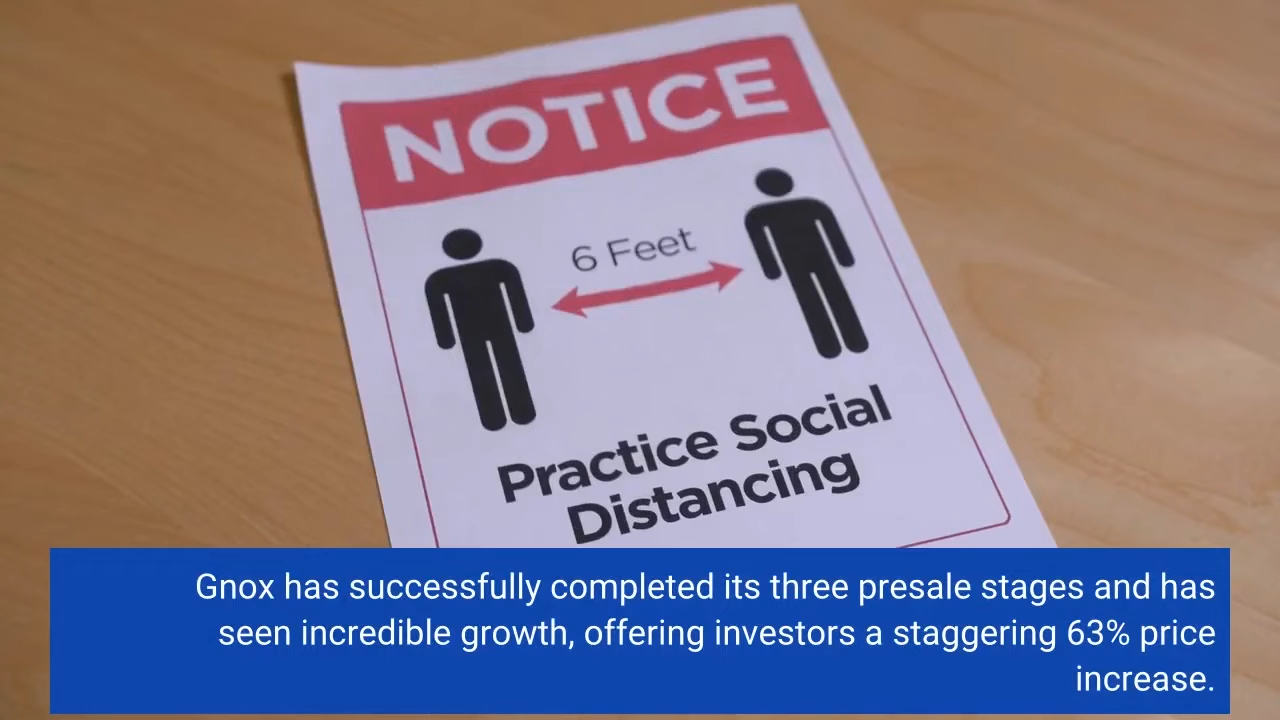 NOTICE
6 Feet
Practice Social
Distancing
Gnox has successfully completed its three presale stages and has
seen incredible growth, offering investors a staggering 63% price
increase.